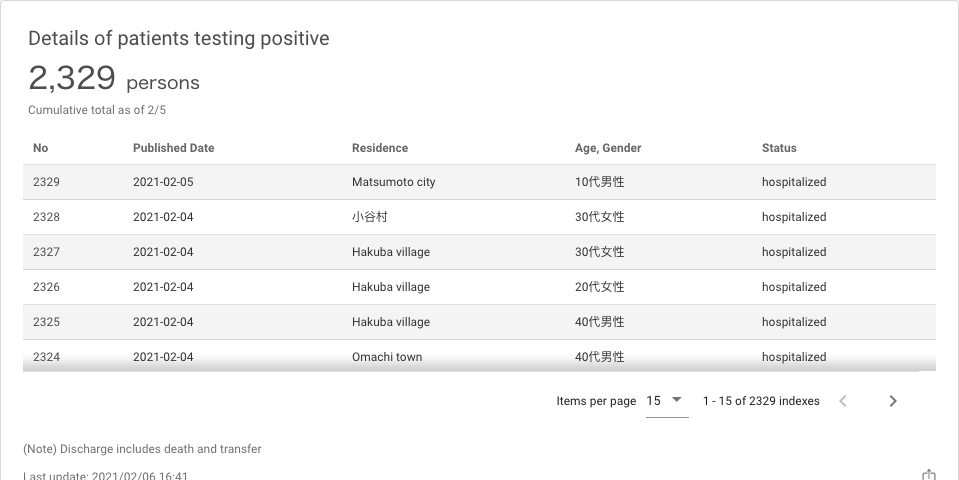 Details of patients testing positive
2,329 persons
Cumulative total as of 2/5
No Published Date Residence Age, Gender Status
2329 2021-02-05 Matsumoto city 10代男性 hospitalized
2328 2021-02-04 小谷村 30代女性 hospitalized
2327 2021-02-04 Hakuba village 30代女性 hospitalized
2326 2021-02-04 Hakuba village 20代女性 hospitalized
2325 2021-02-04 Hakuba village 40代男性 hospitalized
2324 2021-02-04 Omachi town 40代男性 hospitalized
Items per page 15 1 - 15 of 2329 indexes
(Note) Discharge includes death and transfer
Last update: 2021/02/06 16:41